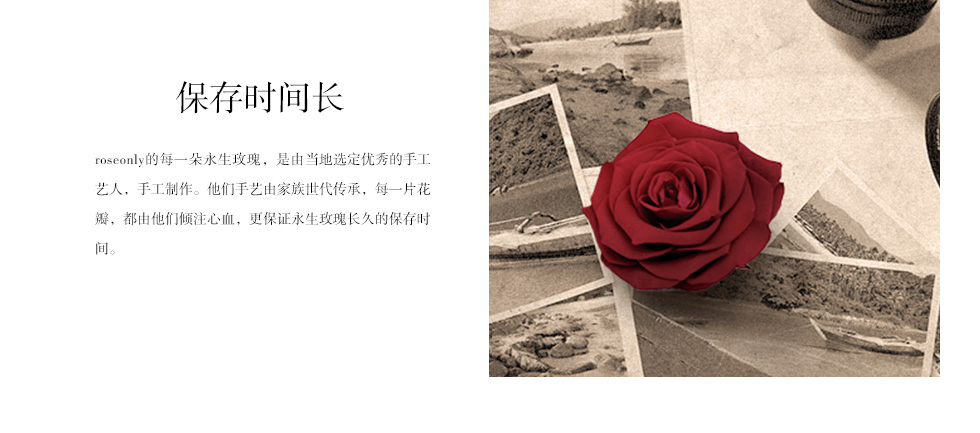 保存时间长
roseonly的每一朵永生玫瑰，是由当地选定优秀的手工
艺人，手工制作。他们手艺由家族世代传承，每一片花
瓣，都由他们倾注心血，更保证永生玫瑰长久的保存时
间。